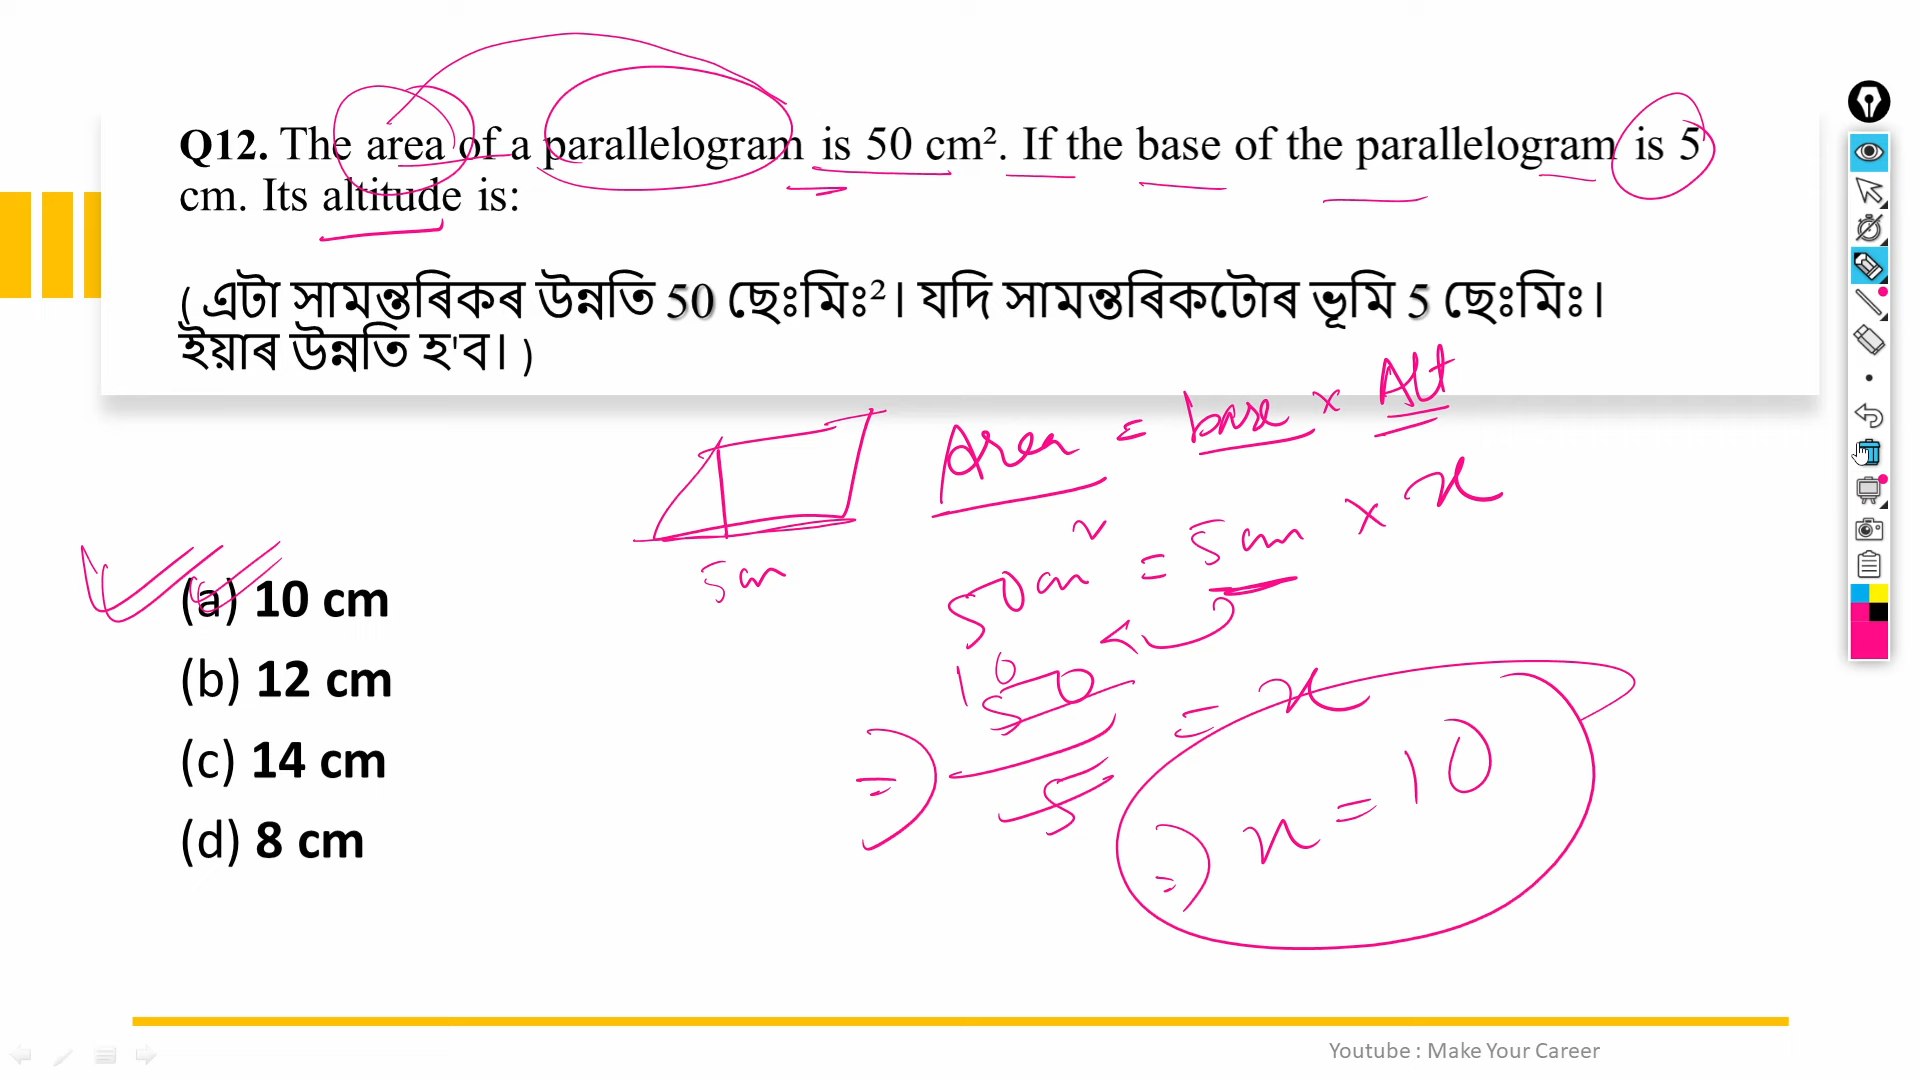 Q12. The area of a parallelogram is 50 cm². If the base of the parallelogram is 5
cm. Its altitude is:
( এটা সামন্তৰিকৰ উন্নতি 50 ছেঃমিঃ²। যদি সামন্তৰিকটোৰ ভূমি 5 ছেঃমিঃ।
ইয়াৰ উন্নতি হ'ব। )
Area = base × Alt
5 cm
50 cm² = 5 cm × x
10
⇒ 50/5 = x
⇒ x = 10
(a) 10 cm
(b) 12 cm
(c) 14 cm
(d) 8 cm
Youtube : Make Your Career